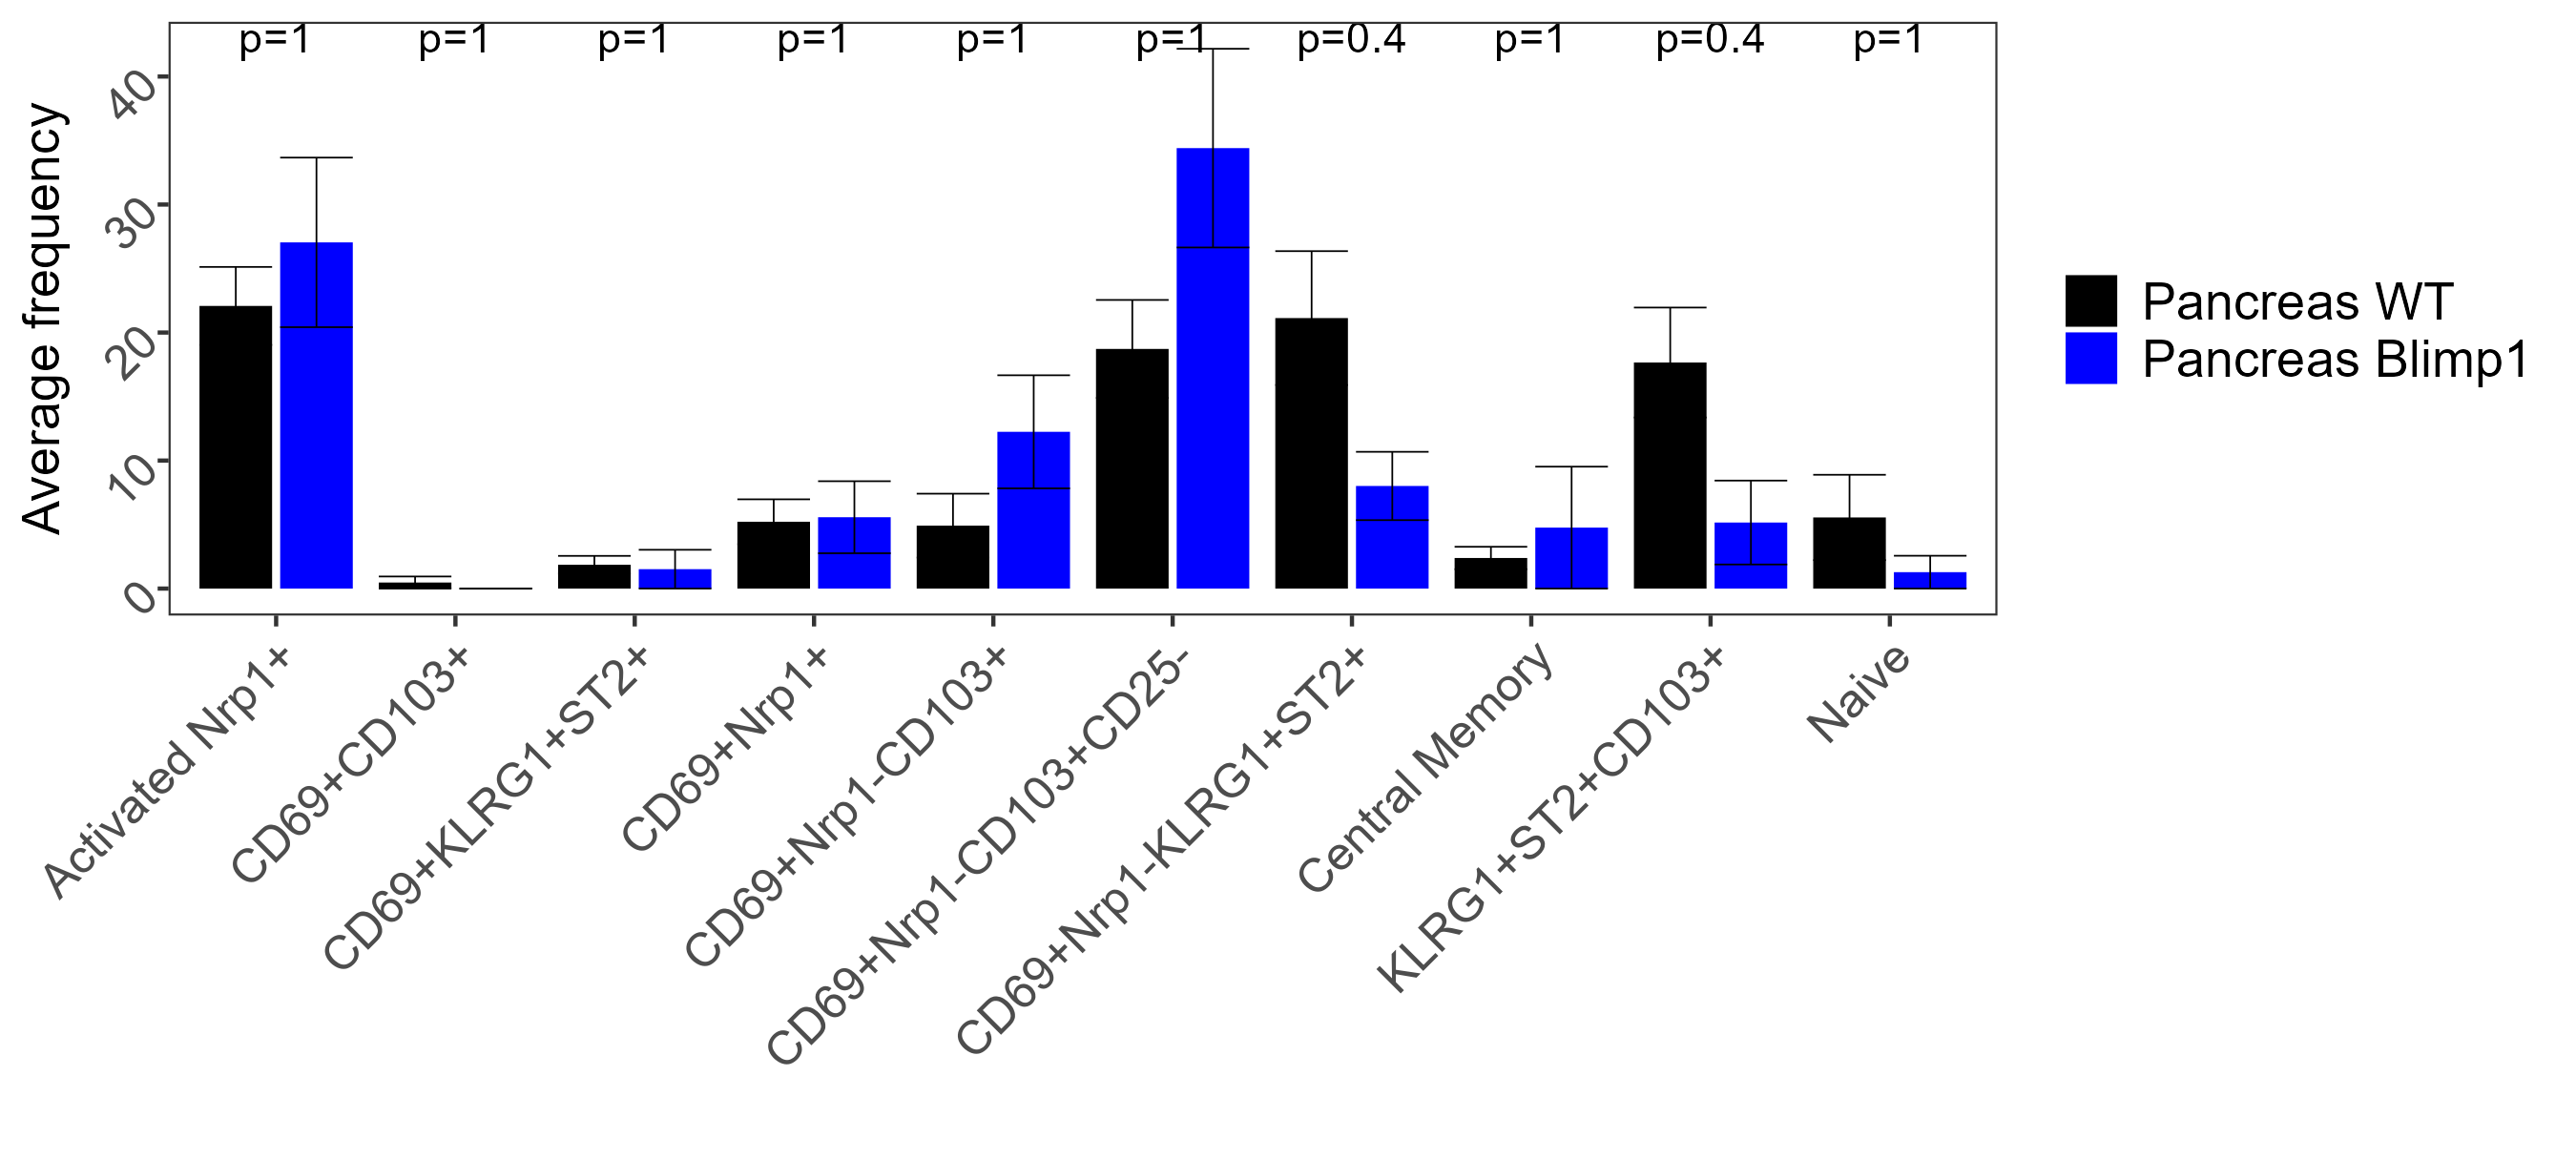 p=1 p=1 p=1 p=1 p=1 p=1 p=0.4 p=1 p=0.4 p=1
Average frequency
40
30
20
10
0
Activated Nrp1+
CD69+CD103+
CD69+KLRG1+ST2+
CD69+Nrp1+
CD69+Nrp1-CD103+
CD69+Nrp1-CD103+CD25-
CD69+Nrp1-KLRG1+ST2+
Central Memory
KLRG1+ST2+CD103+
Naive
Pancreas WT
Pancreas Blimp1